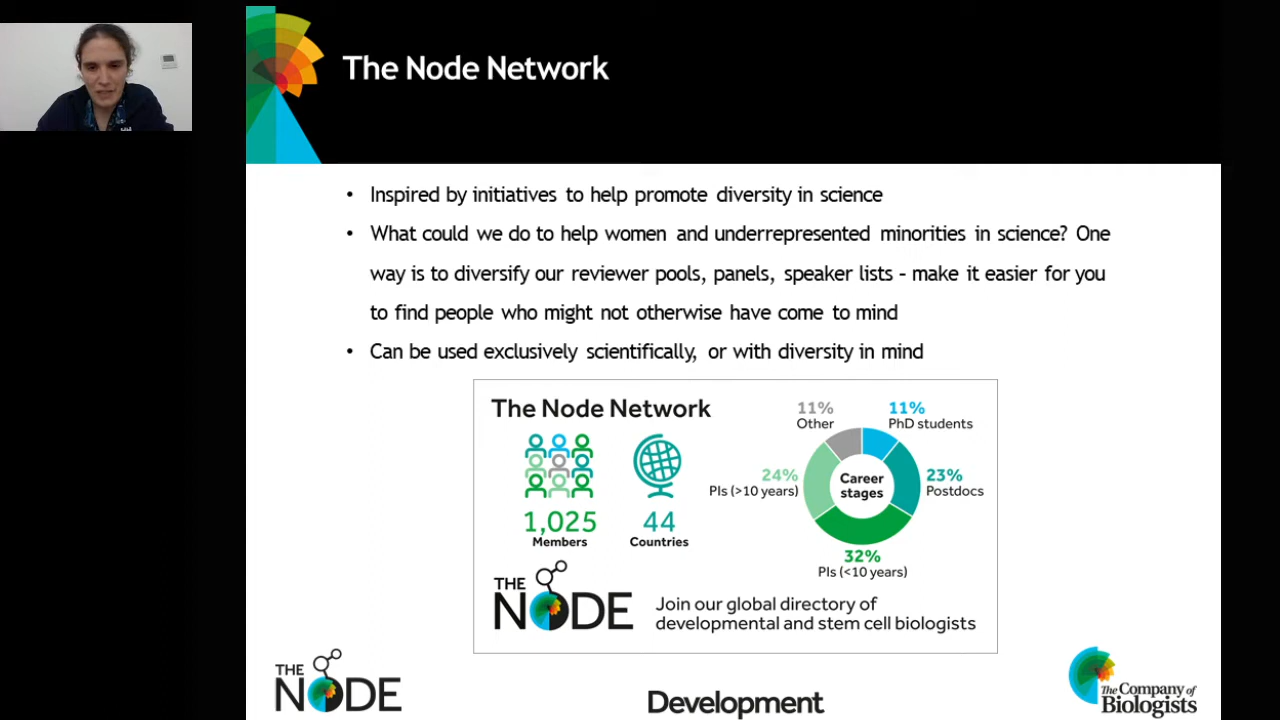 The Node Network
• Inspired by initiatives to help promote diversity in science
• What could we do to help women and underrepresented minorities in science? One
way is to diversify our reviewer pools, panels, speaker lists – make it easier for you
to find people who might not otherwise have come to mind
• Can be used exclusively scientifically, or with diversity in mind
The Node Network
1,025
Members
44
Countries
11%
Other
11%
PhD students
24%
PIs (>10 years)
Career
stages
23%
Postdocs
32%
PIs (<10 years)
THE
NODE
Join our global directory of
developmental and stem cell biologists
THE
NODE
Development
The Company of
Biologists